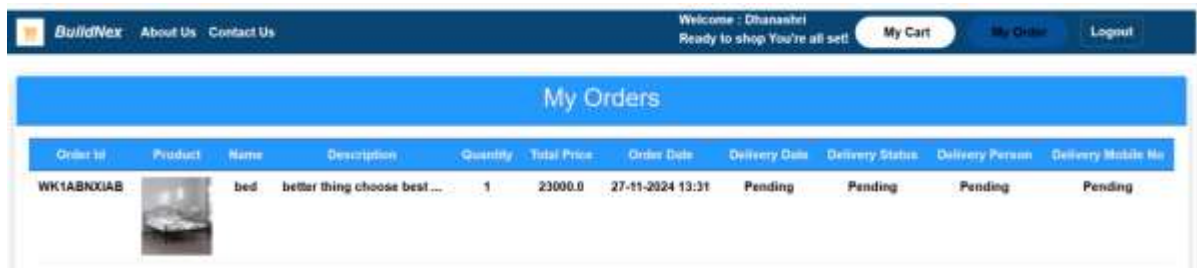 BuildNex About Us Contact Us
Welcome : Dhanashri
Ready to shop You're all set!
My Cart
My Order
Logout
My Orders
Order Id Product Name Description Quantity Total Price Order Date Delivery Date Delivery Status Delivery Person Delivery Mobile No
WK1ABNXIAB bed better thing choose best ... 1 23000.0 27-11-2024 13:31 Pending Pending Pending Pending